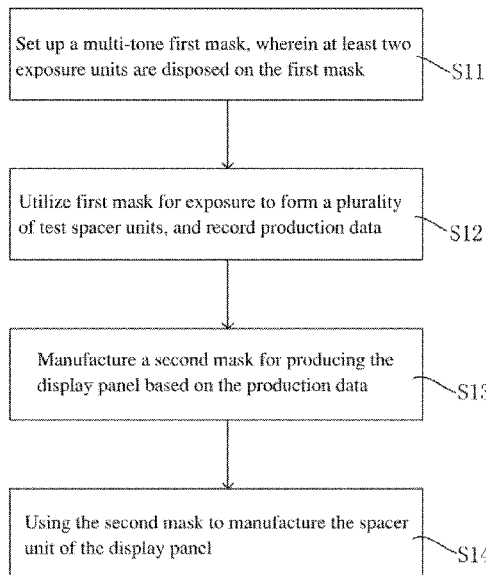 Set up a multi-tone first mask, wherein at least two
exposure units are disposed on the first mask
S11
Utilize first mask for exposure to form a plurality
of test spacer units, and record production data
S12
Manufacture a second mask for producing the
display panel based on the production data
S13
Using the second mask to manufacture the spacer
unit of the display panel
S14